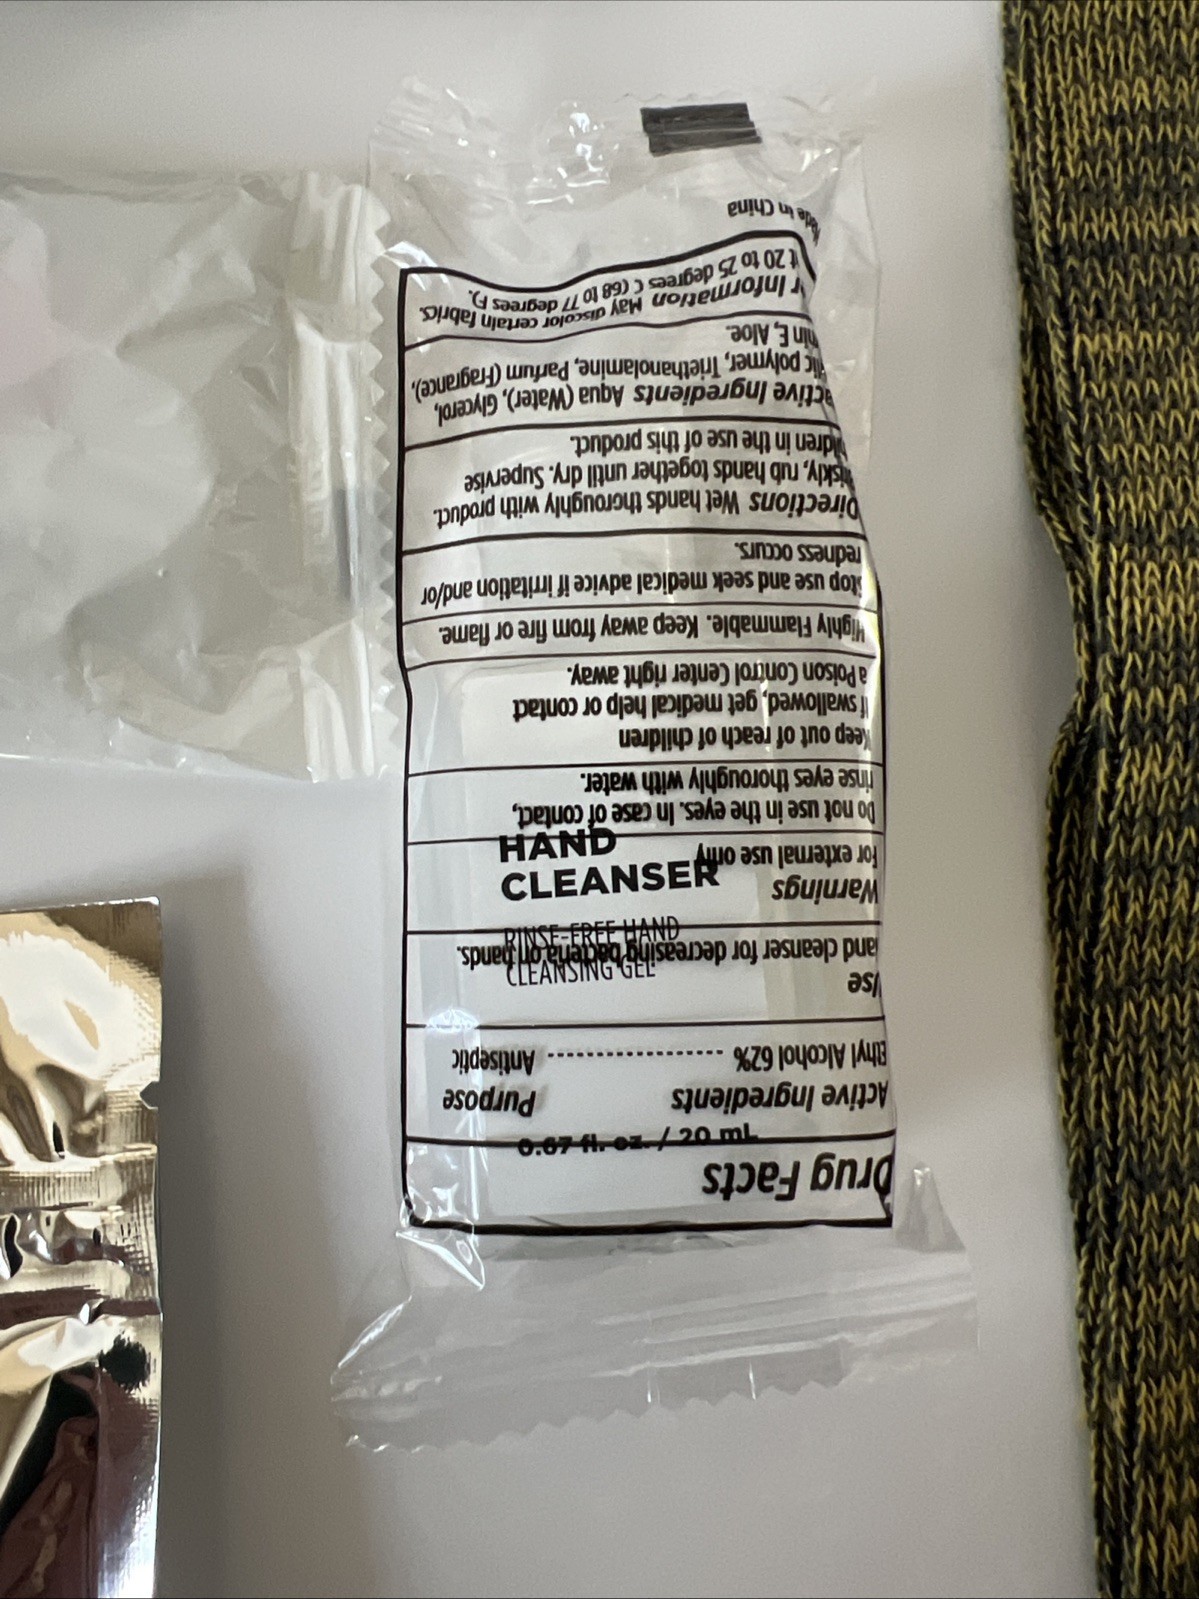 Drug Facts
Active Ingredients Purpose
Ethyl Alcohol 62% -------------------- Antiseptic
Use
hand cleanser for decreasing bacteria on hands.
Warnings
For external use only
Do not use in the eyes. In case of contact,
rinse eyes thoroughly with water.
Keep out of reach of children
If swallowed, get medical help or contact
a Poison Control Center right away.
Highly Flammable. Keep away from fire or flame.
Stop use and seek medical advice if irritation and/or
redness occurs.
Directions Wet hands thoroughly with product.
briskly, rub hands together until dry. Supervise
children in the use of this product.
active Ingredients Aqua (Water), Glycerol,
polymer, Triethanolamine, Parfum (Fragrance),
E, Aloe.
Information May discolor certain fabrics.
20 to 25 degrees C (68 to 77 degrees F).
Made in China
HAND
CLEANSER
RINSE-FREE HAND
CLEANSING GEL
0.67 fl. oz. / 20 mL